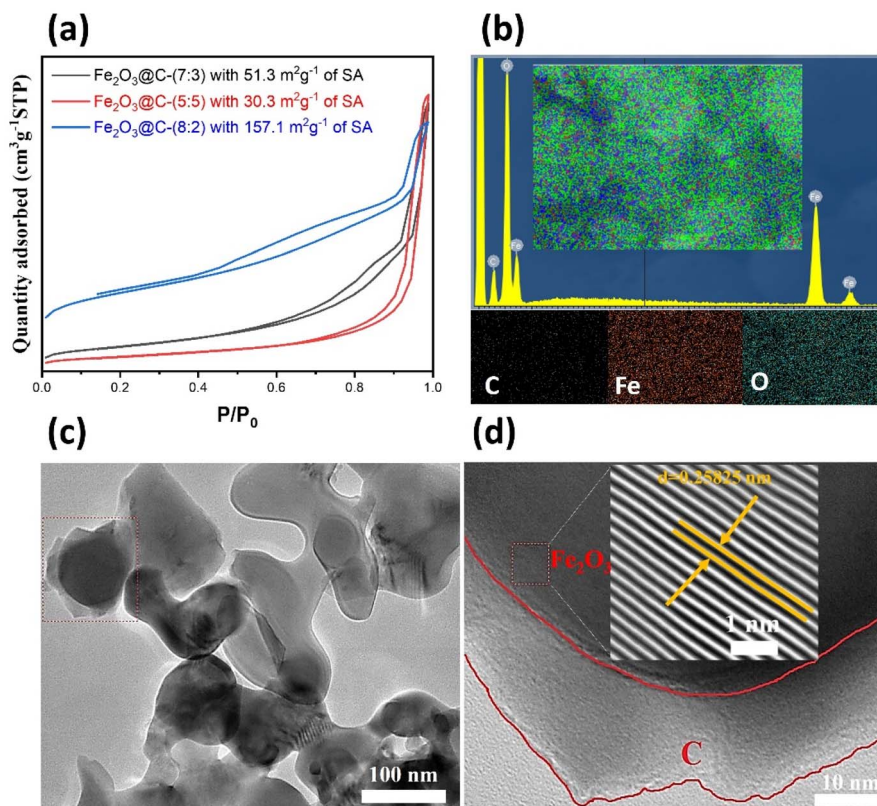 (a)
Quantity adsorbed (cm³g⁻¹STP)
Fe₂O₃@C-(7:3) with 51.3 m²g⁻¹ of SA
Fe₂O₃@C-(5:5) with 30.3 m²g⁻¹ of SA
Fe₂O₃@C-(8:2) with 157.1 m²g⁻¹ of SA
0.0 0.2 0.4 0.6 0.8 1.0
P/P₀
(b)
O
C
Fe
Fe
Fe
C Fe O
(c)
100 nm
(d)
d=0.25825 nm
Fe₂O₃
1 nm
C
10 nm